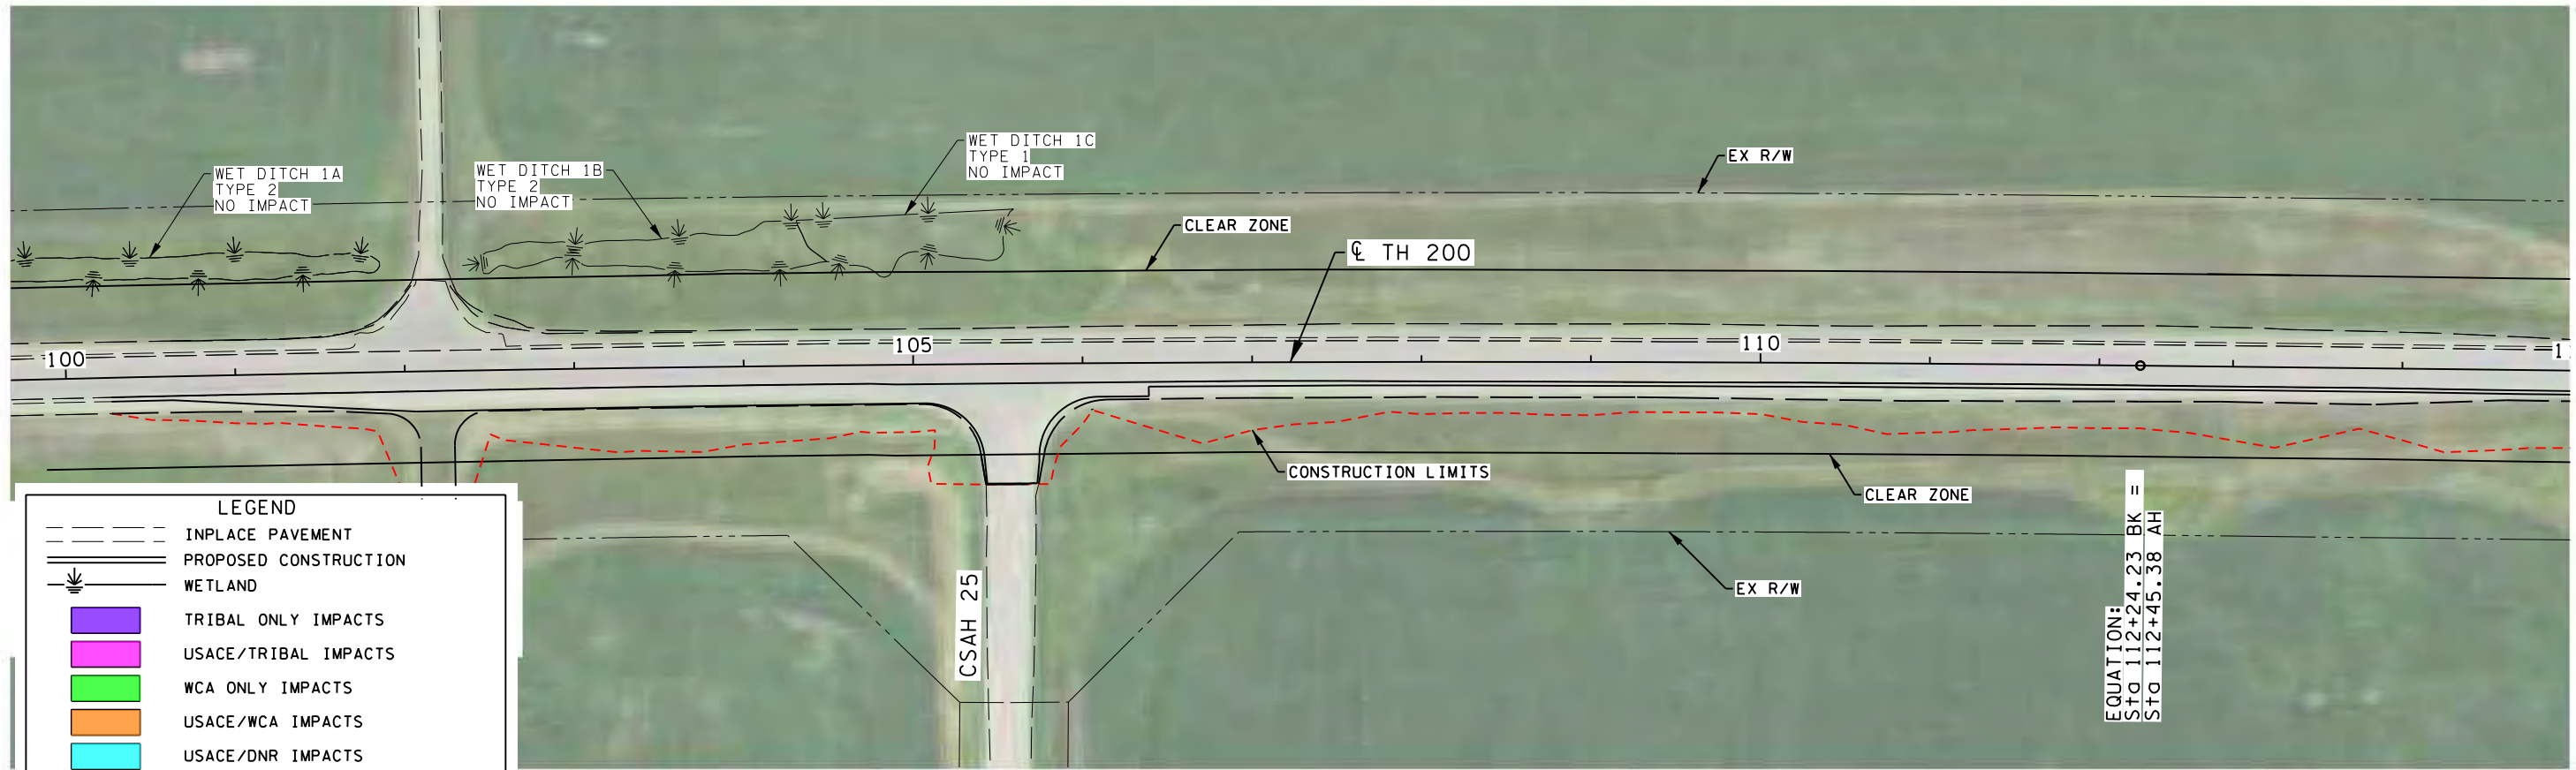 WET DITCH 1C
TYPE 1
NO IMPACT
EX R/W
WET DITCH 1A
TYPE 2
NO IMPACT
WET DITCH 1B
TYPE 2
NO IMPACT
CLEAR ZONE
℄ TH 200
100
105
110
CONSTRUCTION LIMITS
CLEAR ZONE
EX R/W
CSAH 25
EQUATION:
Sta 112+24.23 BK =
Sta 112+45.38 AH
LEGEND
INPLACE PAVEMENT
PROPOSED CONSTRUCTION
WETLAND
TRIBAL ONLY IMPACTS
USACE/TRIBAL IMPACTS
WCA ONLY IMPACTS
USACE/WCA IMPACTS
USACE/DNR IMPACTS